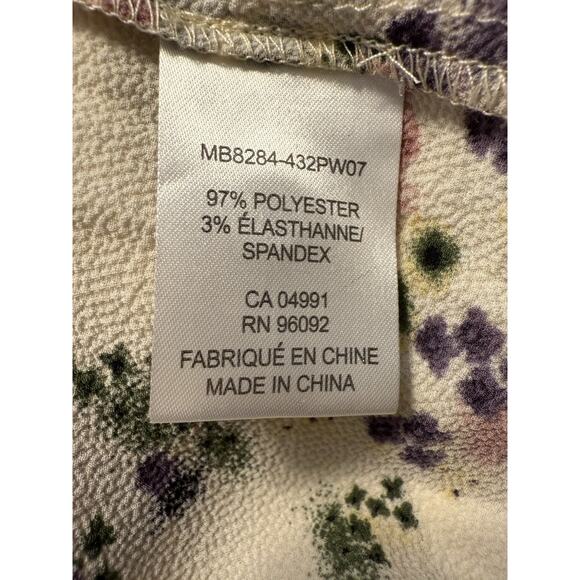 MB8284-432PW07
97% POLYESTER
3% ÉLASTHANNE/
SPANDEX
CA 04991
RN 96092
FABRIQUÉ EN CHINE
MADE IN CHINA